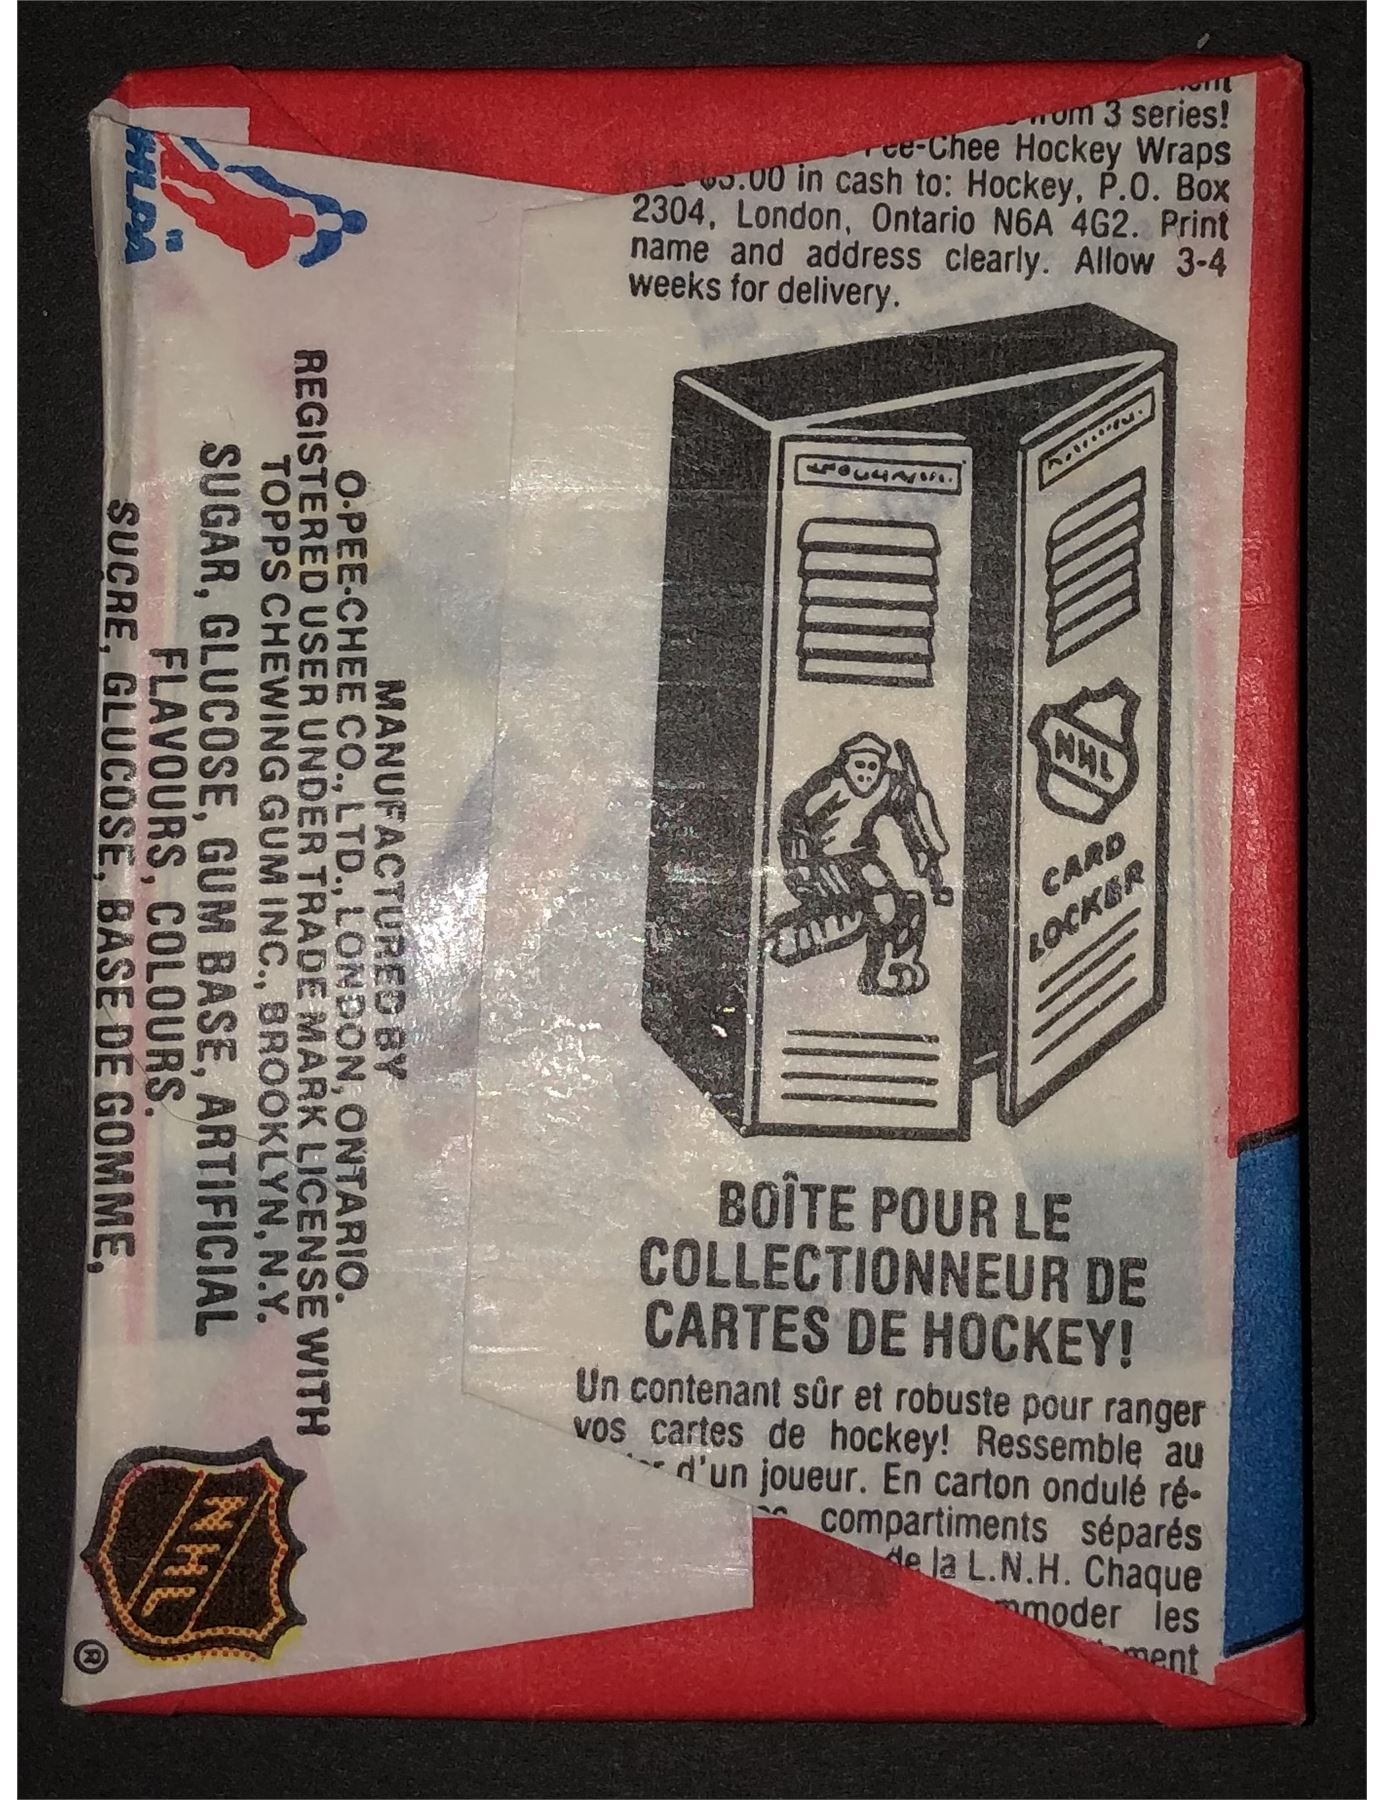 from 3 series!
Pee-Chee Hockey Wraps
$3.00 in cash to: Hockey, P.O. Box
2304, London, Ontario N6A 4G2. Print
name and address clearly. Allow 3-4
weeks for delivery.
NHL
CARD
LOCKER
BOÎTE POUR LE
COLLECTIONNEUR DE
CARTES DE HOCKEY!
Un contenant sûr et robuste pour ranger
vos cartes de hockey! Ressemble au
d'un joueur. En carton ondulé ré-
compartiments séparés
de la L.N.H. Chaque
les
NHLPA
MANUFACTURED BY
O-PEE-CHEE CO., LTD., LONDON, ONTARIO.
REGISTERED USER UNDER TRADE MARK LICENSE WITH
TOPPS CHEWING GUM INC., BROOKLYN, N.Y.
SUGAR, GLUCOSE, GUM BASE, ARTIFICIAL
FLAVOURS, COLOURS.
SUCRE, GLUCOSE, BASE DE GOMME,
NHL
®